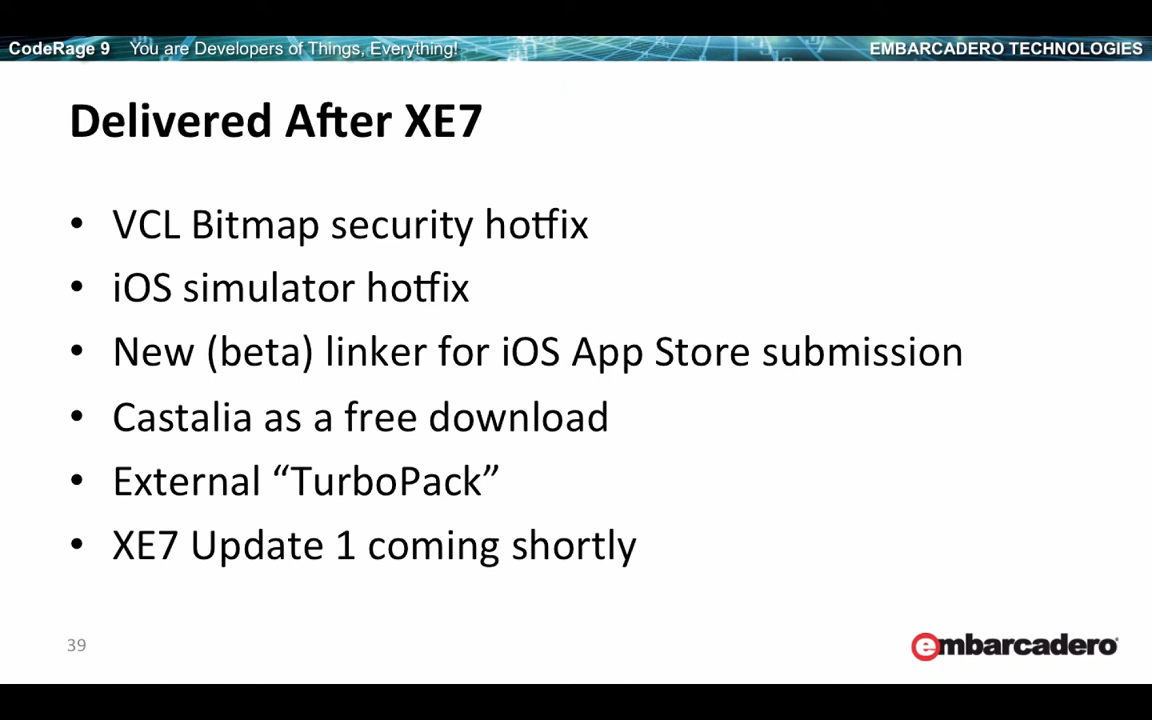 CodeRage 9 You are Developers of Things, Everything! EMBARCADERO TECHNOLOGIES
Delivered After XE7
• VCL Bitmap security hotfix
• iOS simulator hotfix
• New (beta) linker for iOS App Store submission
• Castalia as a free download
• External “TurboPack”
• XE7 Update 1 coming shortly
39
embarcadero